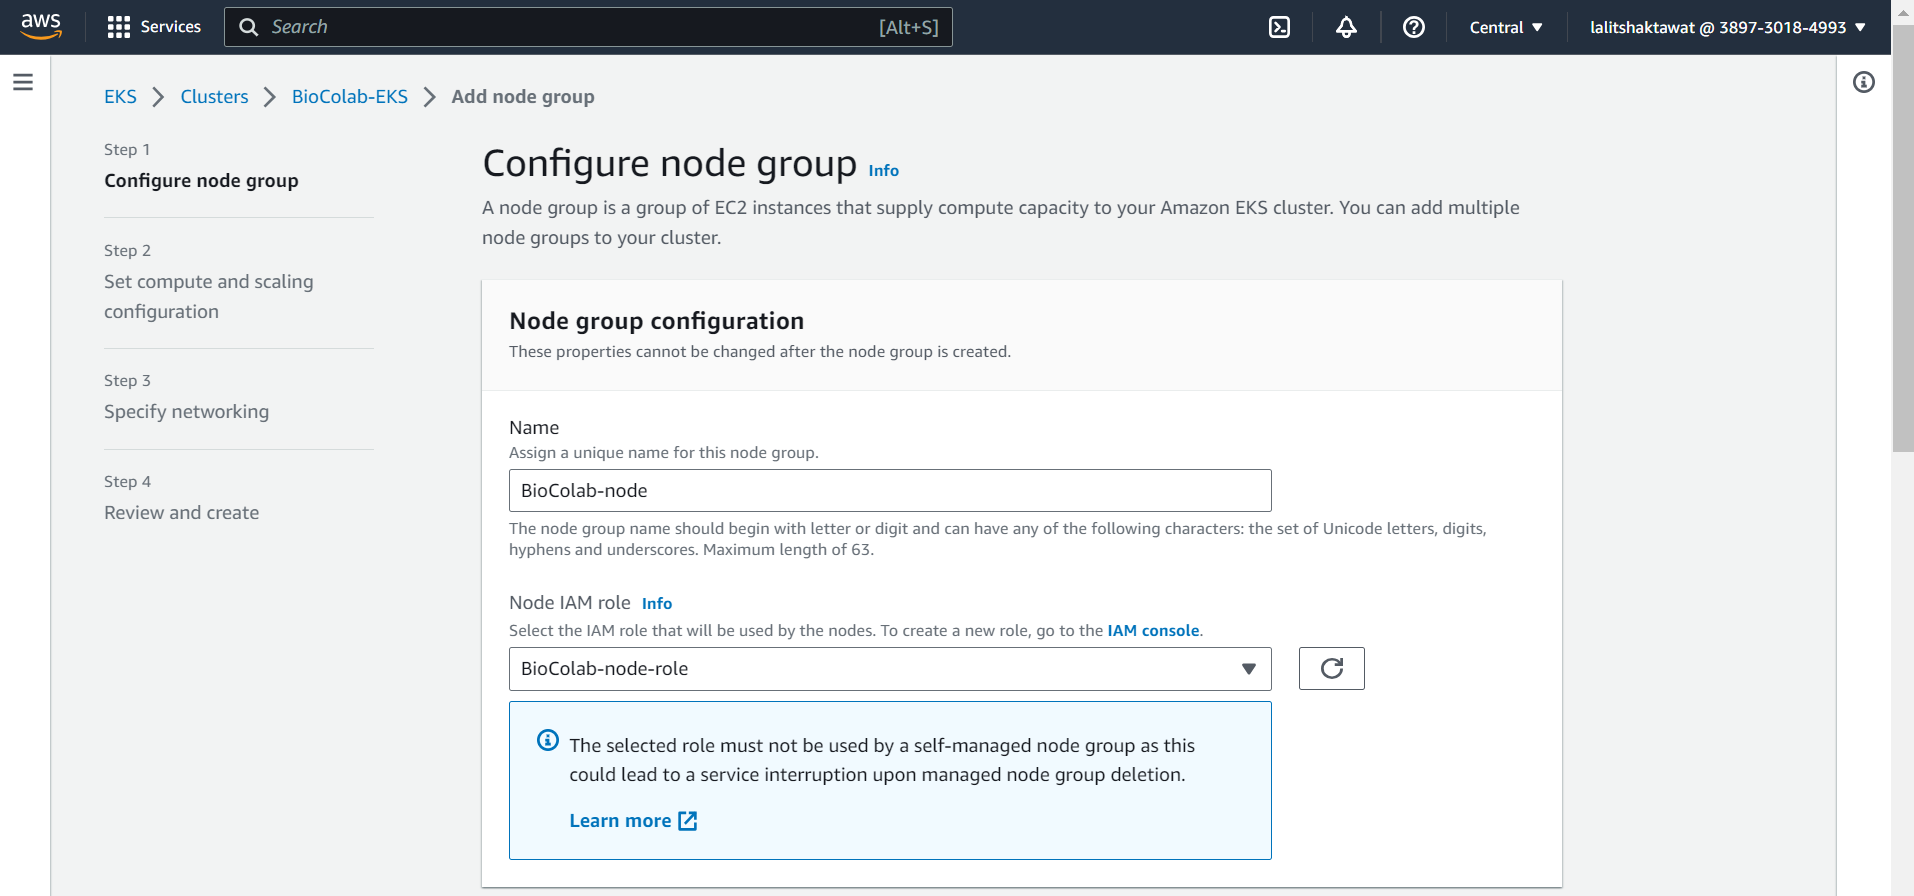 aws
Services
Search
[Alt+S]
Central
lalitshaktawat @ 3897-3018-4993
EKS
Clusters
BioColab-EKS
Add node group
Step 1
Configure node group
Step 2
Set compute and scaling
configuration
Step 3
Specify networking
Step 4
Review and create
Configure node group Info
A node group is a group of EC2 instances that supply compute capacity to your Amazon EKS cluster. You can add multiple
node groups to your cluster.
Node group configuration
These properties cannot be changed after the node group is created.
Name
Assign a unique name for this node group.
BioColab-node
The node group name should begin with letter or digit and can have any of the following characters: the set of Unicode letters, digits,
hyphens and underscores. Maximum length of 63.
Node IAM role Info
Select the IAM role that will be used by the nodes. To create a new role, go to the IAM console.
BioColab-node-role
The selected role must not be used by a self-managed node group as this
could lead to a service interruption upon managed node group deletion.
Learn more